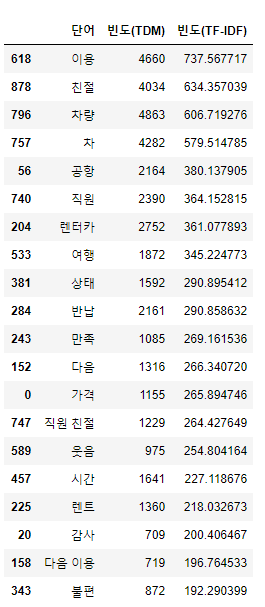 단어 빈도(TDM) 빈도(TF-IDF)
618 이용 4660 737.567717
878 친절 4034 634.357039
796 차량 4863 606.719276
757 차 4282 579.514785
56 공항 2164 380.137905
740 직원 2390 364.152815
204 렌터카 2752 361.077893
533 여행 1872 345.224773
381 상태 1592 290.895412
284 반납 2161 290.858632
243 만족 1085 269.161536
152 다음 1316 266.340720
0 가격 1155 265.894746
747 직원 친절 1229 264.427649
589 웃음 975 254.804164
457 시간 1641 227.118676
225 렌트 1360 218.032673
20 감사 709 200.406467
158 다음 이용 719 196.764533
343 불편 872 192.290399